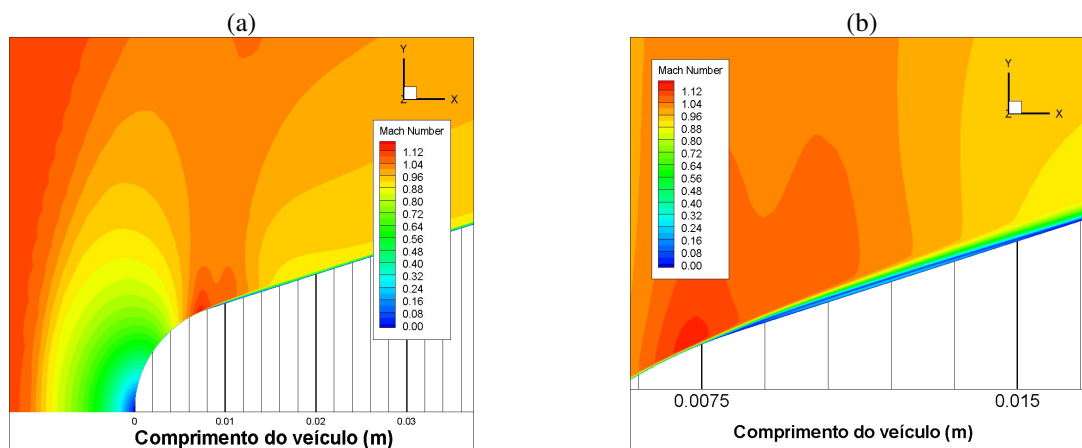 (a)
Y
Z
X
Mach Number
1.12
1.04
0.96
0.88
0.72
0.64
0.56
0.48
0.40
0.32
0.24
0.16
0.08
0.00
0
0.01
0.02
0.03
Comprimento do veículo (m)
(b)
Mach Number
1.12
1.04
0.96
0.88
0.72
0.64
0.56
0.48
0.40
0.32
0.24
0.16
0.08
0.00
Y
Z
X
0.0075
0.015
Comprimento do veículo (m)